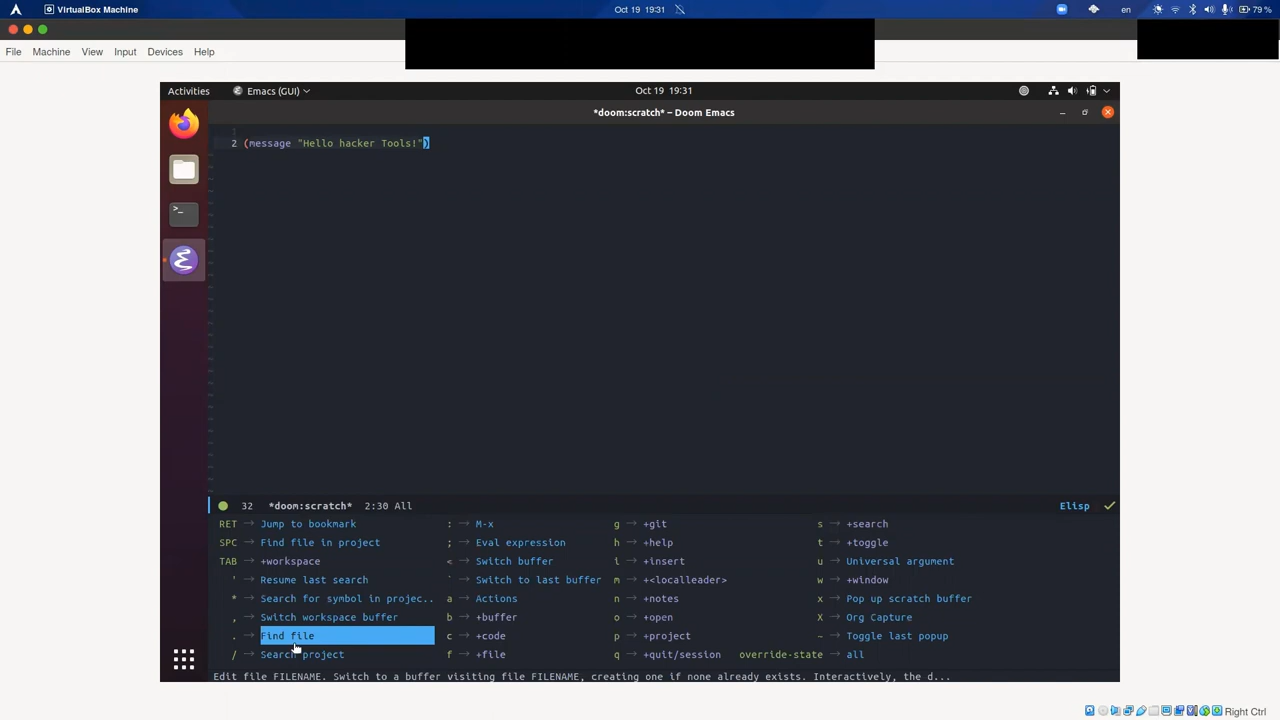 VirtualBox Machine
Oct 19 19:31
en
79 %
File Machine View Input Devices Help
Activities
Emacs (GUI)
Oct 19 19:31
*doom:scratch* – Doom Emacs
2 (message "Hello hacker Tools!")
32 *doom:scratch* 2:30 All
Elisp
RET → Jump to bookmark : → M-x g → +git s → +search
SPC → Find file in project ; → Eval expression h → +help t → +toggle
TAB → +workspace < → Switch buffer i → +insert u → Universal argument
' → Resume last search ` → Switch to last buffer m → +<localleader> w → +window
* → Search for symbol in projec.. a → Actions n → +notes x → Pop up scratch buffer
, → Switch workspace buffer b → +buffer o → +open X → Org Capture
. → Find file c → +code p → +project ~ → Toggle last popup
/ → Search project f → +file q → +quit/session override-state → all
Edit file FILENAME. Switch to a buffer visiting file FILENAME, creating one if none already exists. Interactively, the d...
Right Ctrl